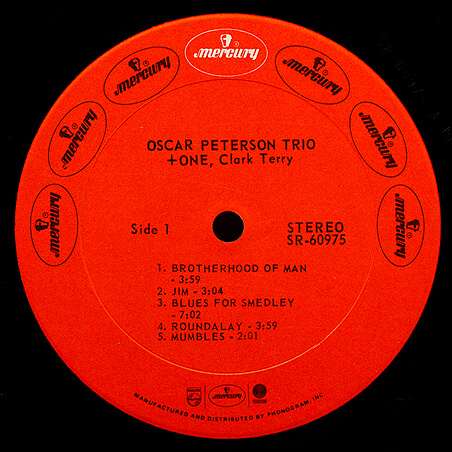 mercury
mercury
mercury
mercury
mercury
mercury
mercury
OSCAR PETERSON TRIO
+ONE, Clark Terry
Side 1
STEREO
SR-60975
1. BROTHERHOOD OF MAN
- 3:59
2. JIM - 3:04
3. BLUES FOR SMEDLEY
- 7:02
4. ROUNDALAY - 3:59
5. MUMBLES - 2:01
mercury
MANUFACTURED AND DISTRIBUTED BY PHONOGRAM, INC.